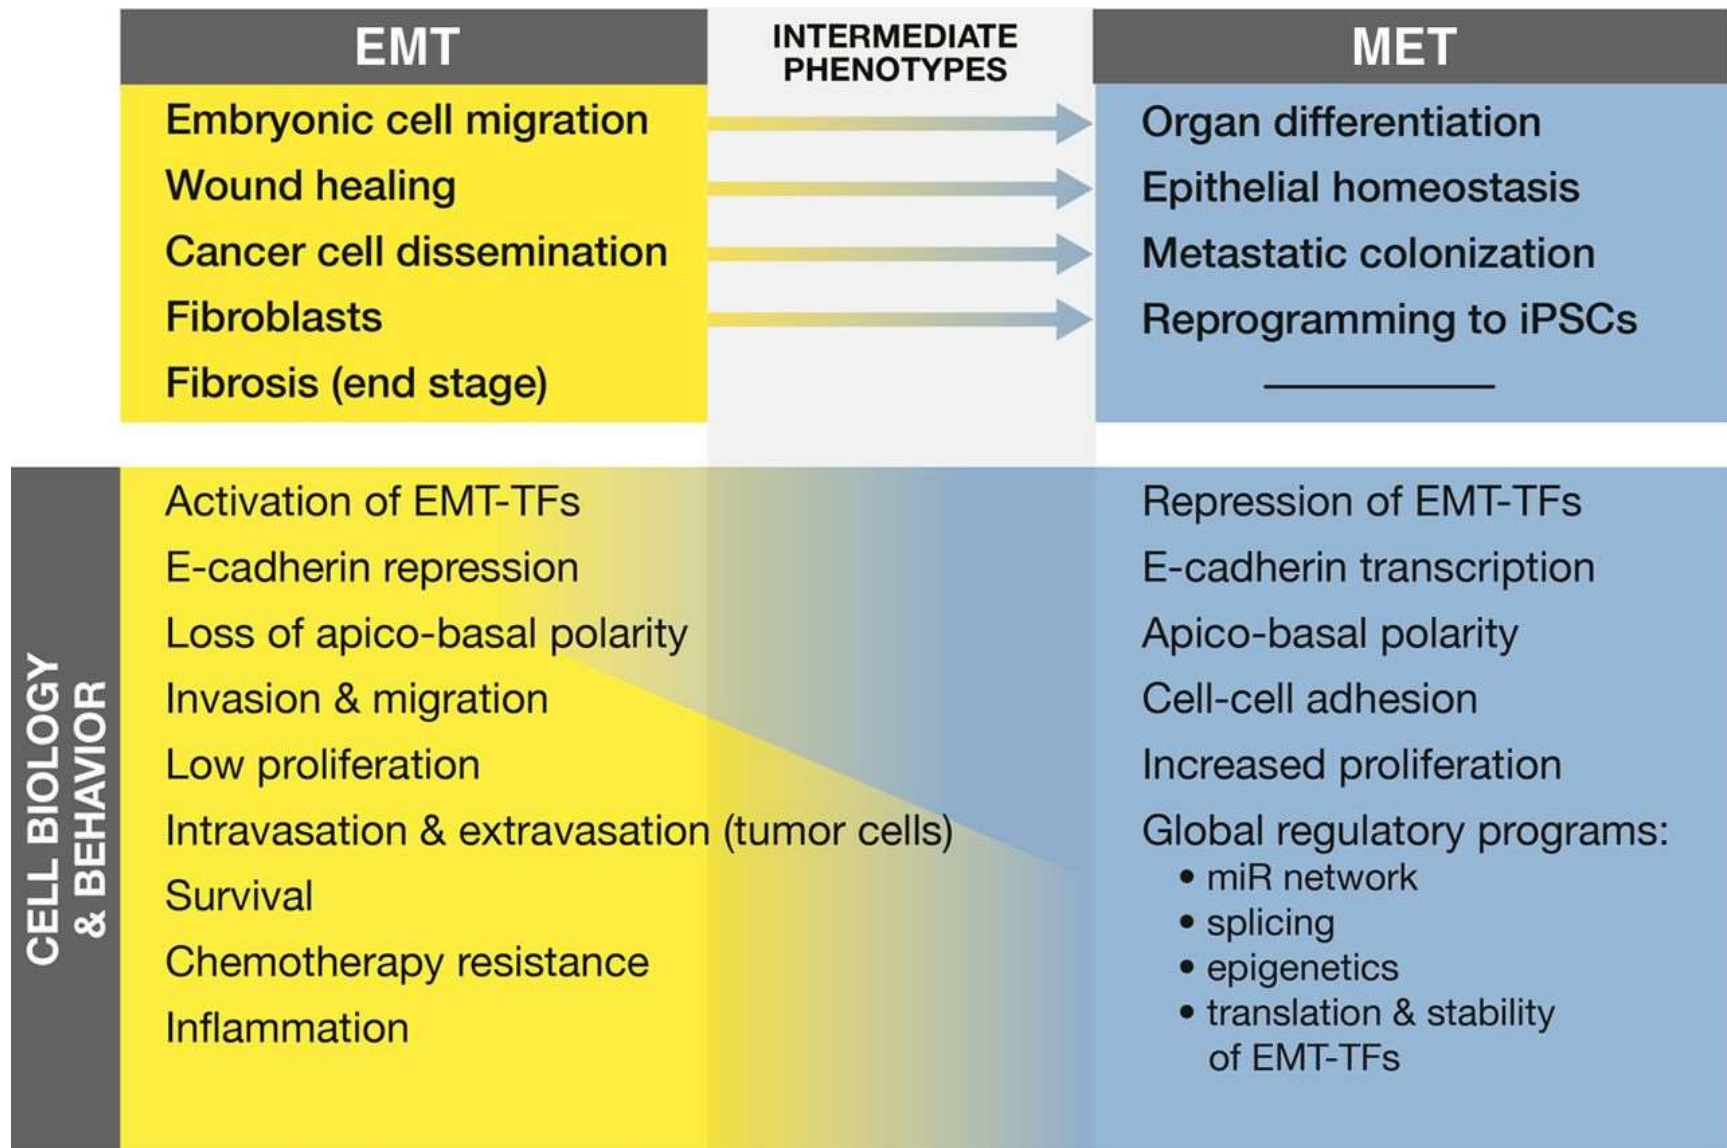 EMT
INTERMEDIATE
PHENOTYPES
MET
Embryonic cell migration
Organ differentiation
Wound healing
Epithelial homeostasis
Cancer cell dissemination
Metastatic colonization
Fibroblasts
Reprogramming to iPSCs
Fibrosis (end stage)
CELL BIOLOGY
& BEHAVIOR
Activation of EMT-TFs
E-cadherin repression
Loss of apico-basal polarity
Invasion & migration
Low proliferation
Intravasation & extravasation (tumor cells)
Survival
Chemotherapy resistance
Inflammation
Repression of EMT-TFs
E-cadherin transcription
Apico-basal polarity
Cell-cell adhesion
Increased proliferation
Global regulatory programs:
• miR network
• splicing
• epigenetics
• translation & stability
of EMT-TFs